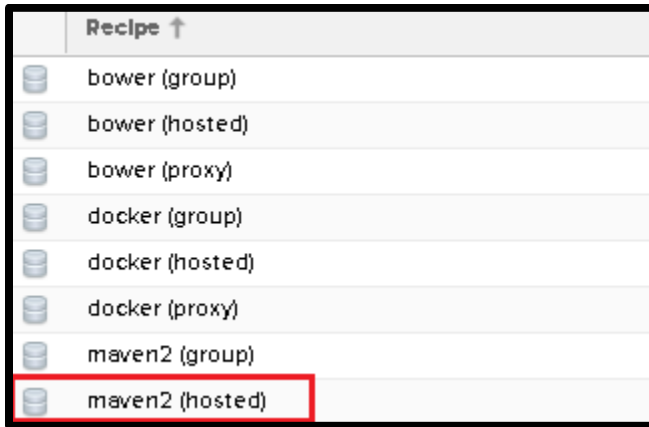 Recipe ↑
bower (group)
bower (hosted)
bower (proxy)
docker (group)
docker (hosted)
docker (proxy)
maven2 (group)
maven2 (hosted)